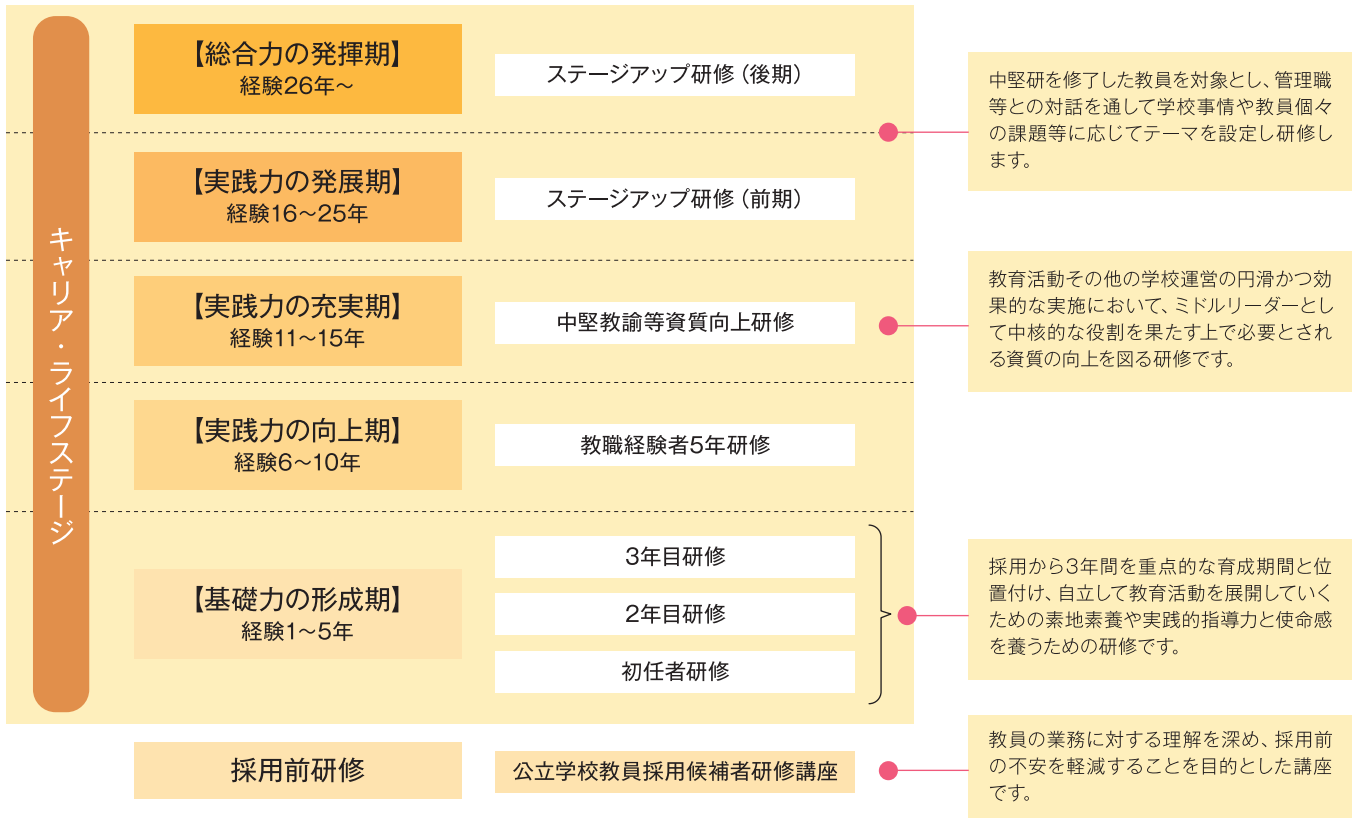 キャリア・ライフステージ
【総合力の発揮期】
経験26年～
ステージアップ研修（後期）
中堅研を修了した教員を対象とし、管理職
等との対話を通して学校事情や教員個々
の課題等に応じてテーマを設定し研修し
ます。
【実践力の発展期】
経験16～25年
ステージアップ研修（前期）
【実践力の充実期】
経験11～15年
中堅教諭等資質向上研修
教育活動その他の学校運営の円滑かつ効
果的な実施において、ミドルリーダーとし
て中核的な役割を果たす上で必要とされ
る資質の向上を図る研修です。
【実践力の向上期】
経験6～10年
教職経験者5年研修
【基礎力の形成期】
経験1～5年
3年目研修
2年目研修
初任者研修
採用から3年間を重点的な育成期間と位
置付け、自立して教育活動を展開していく
ための素地素養や実践的指導力と使命感
を養うための研修です。
採用前研修
公立学校教員採用候補者研修講座
教員の業務に対する理解を深め、採用前
の不安を軽減することを目的とした講座
です。